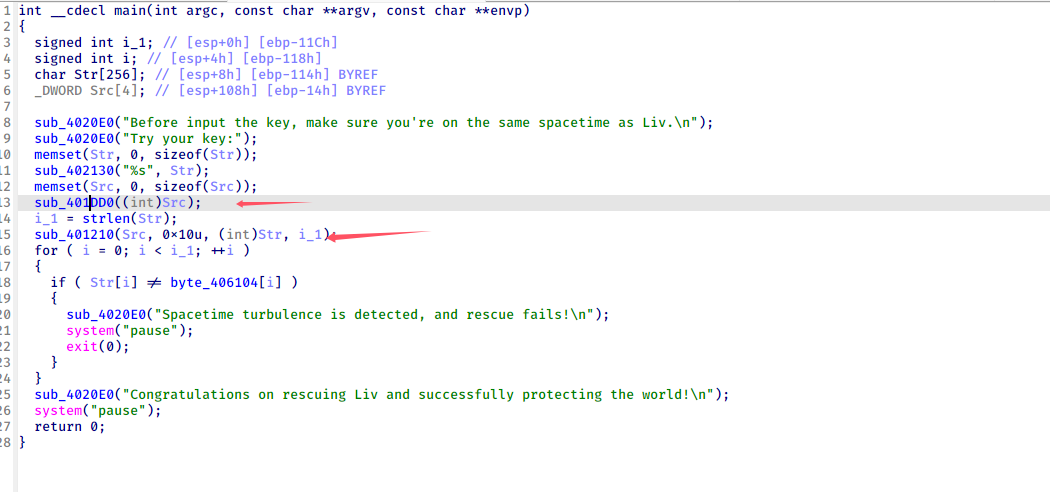 1 int __cdecl main(int argc, const char **argv, const char **envp)
2 {
3 signed int i_1; // [esp+0h] [ebp-11Ch]
4 signed int i; // [esp+4h] [ebp-118h]
5 char Str[256]; // [esp+8h] [ebp-114h] BYREF
6 _DWORD Src[4]; // [esp+108h] [ebp-14h] BYREF
7
8 sub_4020E0("Before input the key, make sure you're on the same spacetime as Liv.\n");
9 sub_4020E0("Try your key:");
10 memset(Str, 0, sizeof(Str));
11 sub_402130("%s", Str);
12 memset(Src, 0, sizeof(Src));
13 sub_401DD0((int)Src);
14 i_1 = strlen(Str);
15 sub_401210(Src, 0×10u, (int)Str, i_1);
16 for ( i = 0; i < i_1; ++i )
17 {
18 if ( Str[i] ≠ byte_406104[i] )
19 {
20 sub_4020E0("Spacetime turbulence is detected, and rescue fails!\n");
21 system("pause");
22 exit(0);
23 }
24 }
25 sub_4020E0("Congratulations on rescuing Liv and successfully protecting the world!\n");
26 system("pause");
27 return 0;
28 }